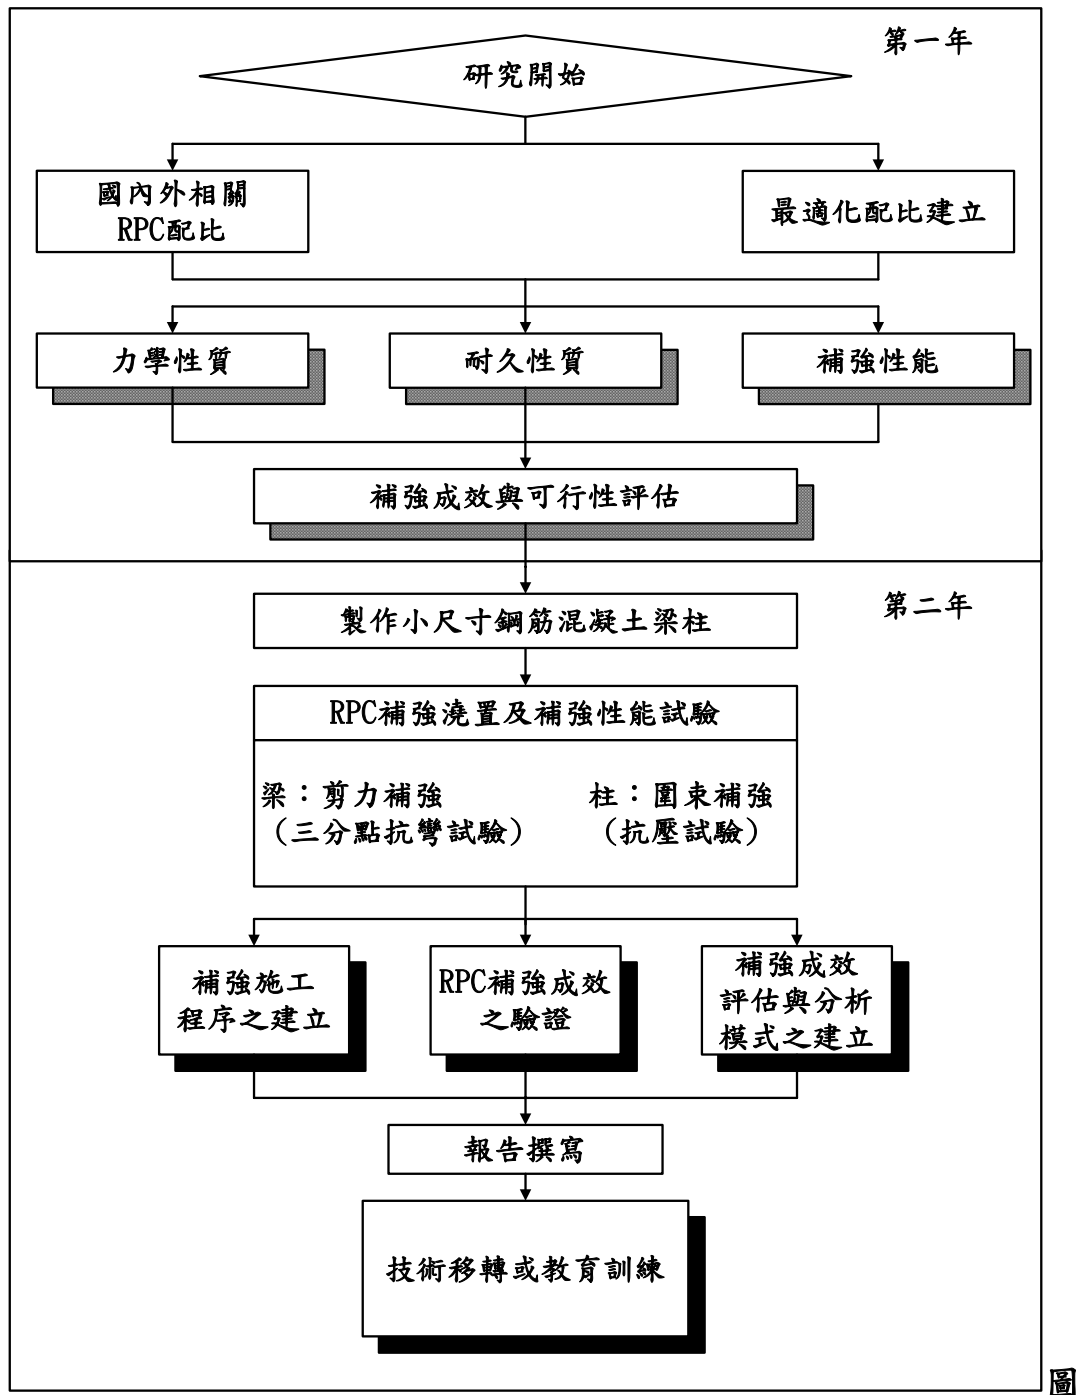 第一年
研究開始
國內外相關
RPC配比
最適化配比建立
力學性質
耐久性質
補強性能
補強成效與可行性評估
第二年
製作小尺寸鋼筋混凝土梁柱
RPC補強澆置及補強性能試驗
梁：剪力補強
（三分點抗彎試驗）
柱：圍束補強
（抗壓試驗）
補強施工
程序之建立
RPC補強成效
之驗證
補強成效
評估與分析
模式之建立
報告撰寫
技術移轉或教育訓練
圖